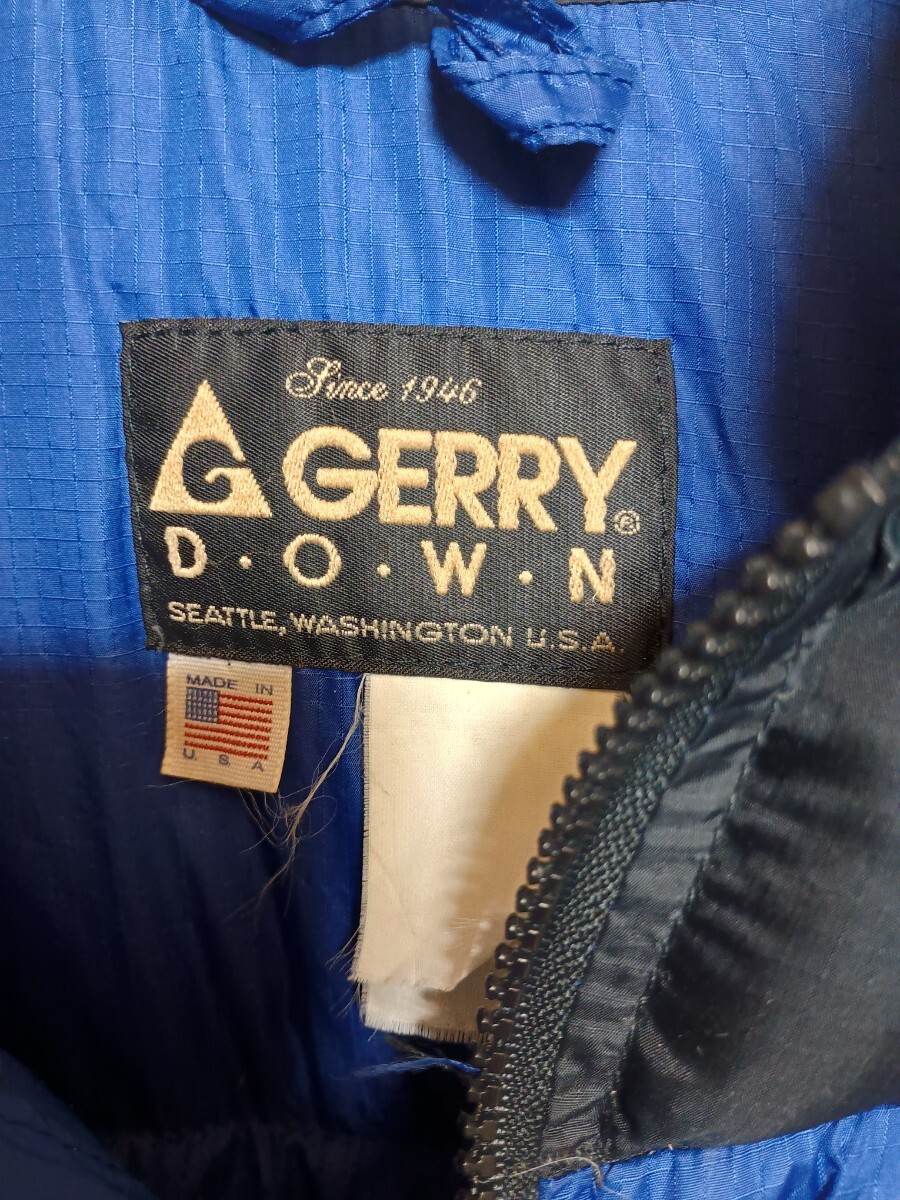 Since 1946
G GERRY®
D·O·W·N
SEATTLE, WASHINGTON U.S.A.
MADE IN
U. S. A